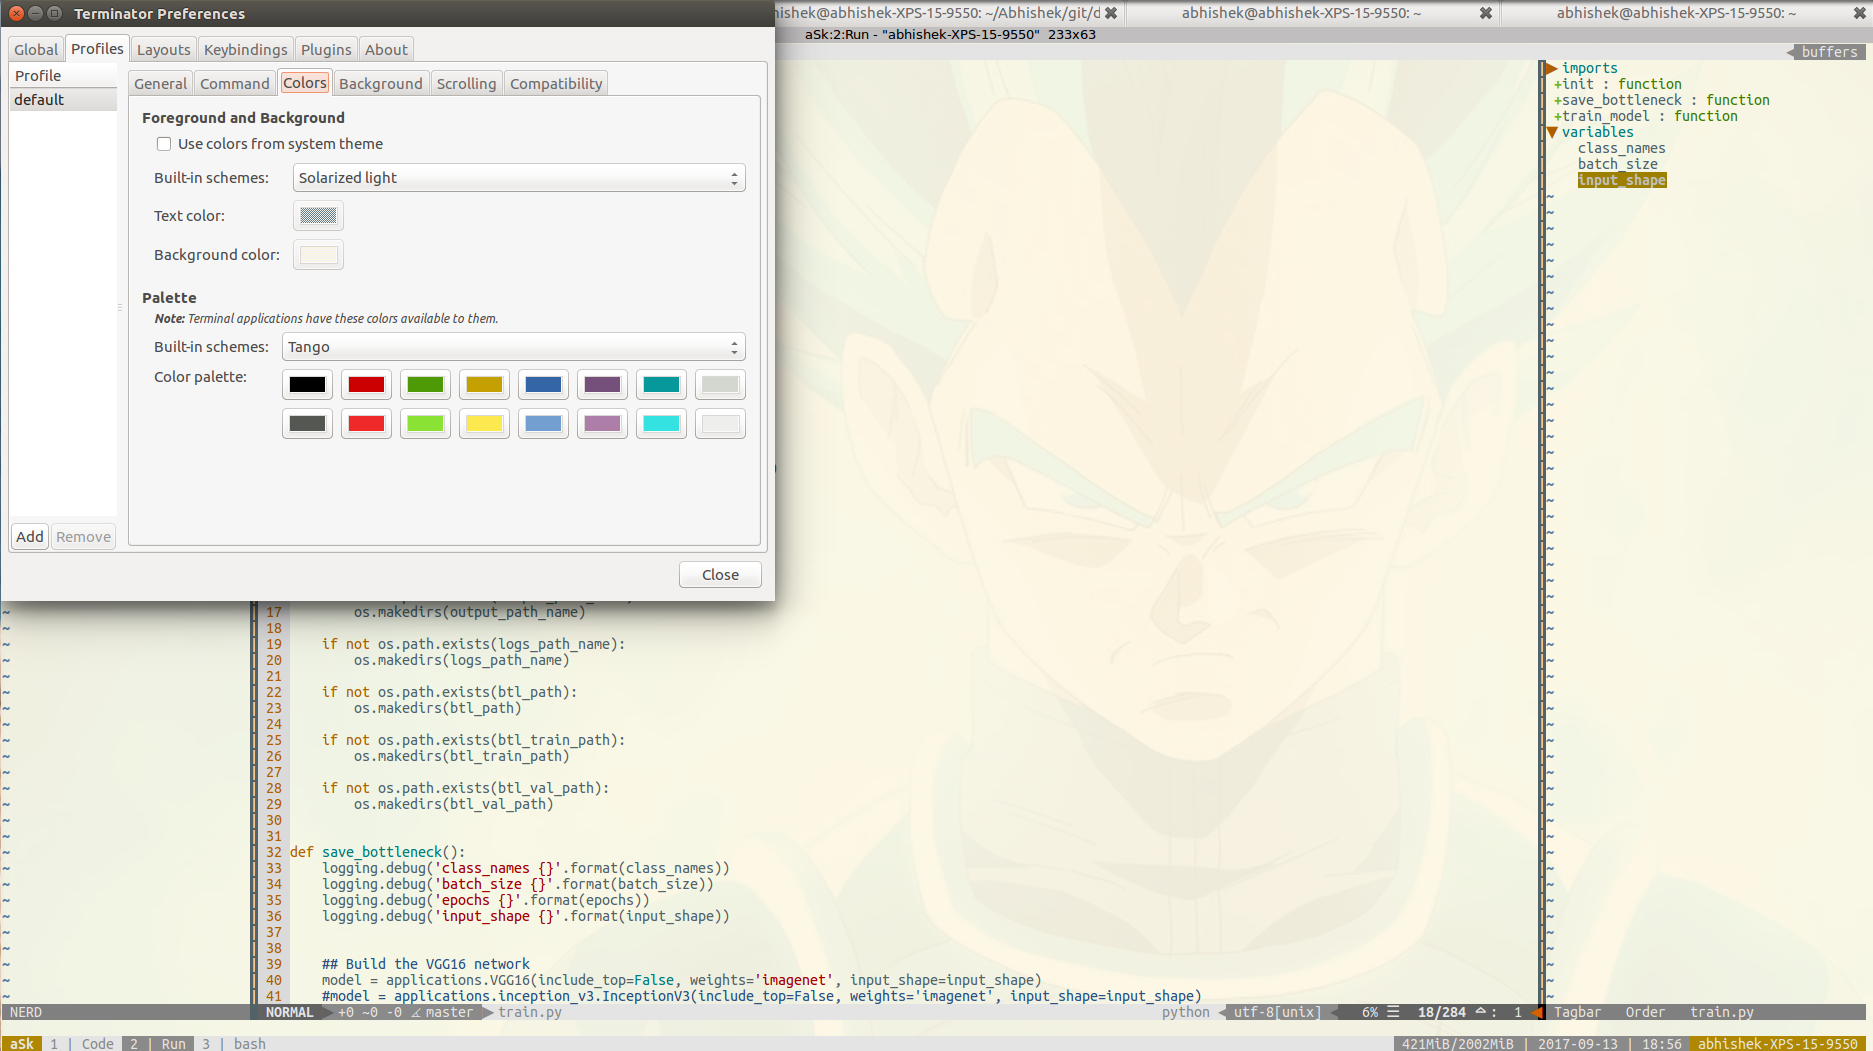 Terminator Preferences
bhishek@abhishek-XPS-15-9550: ~/Abhishek/git/d
abhishek@abhishek-XPS-15-9550: ~
abhishek@abhishek-XPS-15-9550: ~
aSk:2:Run - "abhishek-XPS-15-9550" 233x63
Global Profiles Layouts Keybindings Plugins About
buffers
Profile
default
General Command Colors Background Scrolling Compatibility
Foreground and Background
Use colors from system theme
Built-in schemes: Solarized light
Text color:
Background color:
Palette
Note: Terminal applications have these colors available to them.
Built-in schemes: Tango
Color palette:
Add Remove
Close
▶ imports
+init : function
+save_bottleneck : function
+train_model : function
▼ variables
class_names
batch_size
input_shape
17 os.makedirs(output_path_name)
18
19 if not os.path.exists(logs_path_name):
20 os.makedirs(logs_path_name)
21
22 if not os.path.exists(btl_path):
23 os.makedirs(btl_path)
24
25 if not os.path.exists(btl_train_path):
26 os.makedirs(btl_train_path)
27
28 if not os.path.exists(btl_val_path):
29 os.makedirs(btl_val_path)
30
31
32 def save_bottleneck():
33 logging.debug('class_names {}'.format(class_names))
34 logging.debug('batch_size {}'.format(batch_size))
35 logging.debug('epochs {}'.format(epochs))
36 logging.debug('input_shape {}'.format(input_shape))
37
38
39 ## Build the VGG16 network
40 model = applications.VGG16(include_top=False, weights='imagenet', input_shape=input_shape)
41 #model = applications.inception_v3.InceptionV3(include_top=False, weights='imagenet', input_shape=input_shape)
NERD NORMAL +0 ~0 -0 master train.py python utf-8[unix] 6% ☰ 18/284 : 1 Tagbar Order train.py
aSk 1 | Code 2 | Run 3 | bash 421MiB/2002MiB | 2017-09-13 | 18:56 abhishek-XPS-15-9550